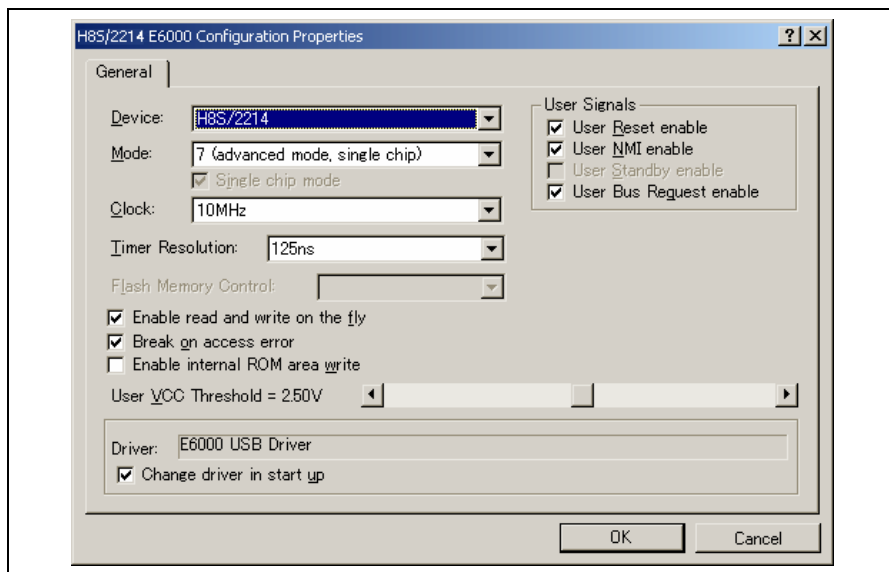 H8S/2214 E6000 Configuration Properties
General
Device: H8S/2214
Mode: 7 (advanced mode, single chip)
Single chip mode
Clock: 10MHz
Timer Resolution: 125ns
Flash Memory Control:
Enable read and write on the fly
Break on access error
Enable internal ROM area write
User VCC Threshold = 2.50V
User Signals
User Reset enable
User NMI enable
User Standby enable
User Bus Request enable
Driver: E6000 USB Driver
Change driver in start up
OK
Cancel